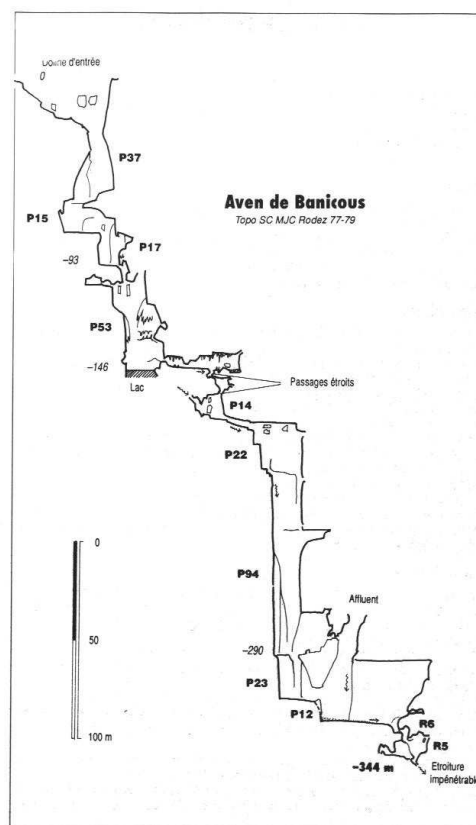 Doline d'entrée
0
P37
Aven de Banicous
Topo SC MJC Rodez 77-79
P15
P17
-93
P53
-146
Lac
Passages étroits
P14
P22
0
P94
Affluent
50
-290
P23
P12
R6
R5
100 m
-344 m
Etroiture
impénétrable